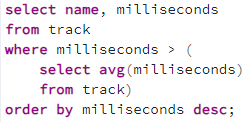 select name, milliseconds
from track
where milliseconds > (
    select avg(milliseconds)
    from track)
order by milliseconds desc;